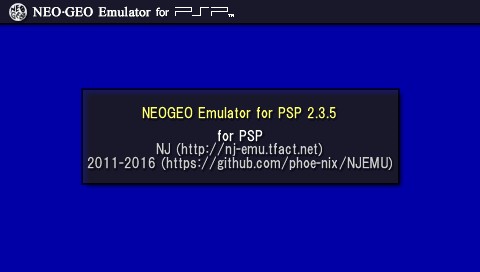 NEO·GEO Emulator for PSP™
NEOGEO Emulator for PSP 2.3.5
for PSP
NJ (http://nj-emu.tfact.net)
2011-2016 (https://github.com/phoe-nix/NJEMU)